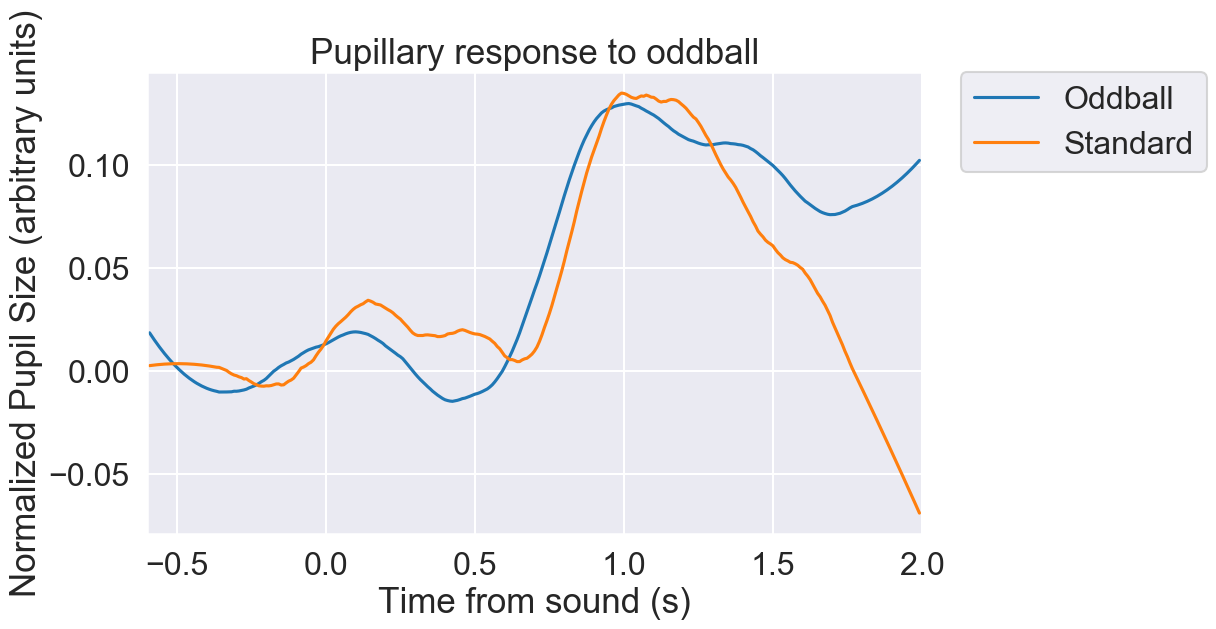 Pupillary response to oddball
Normalized Pupil Size (arbitrary units)
0.10
0.05
0.00
−0.05
−0.5
0.0
0.5
1.0
1.5
2.0
Time from sound (s)
Oddball
Standard